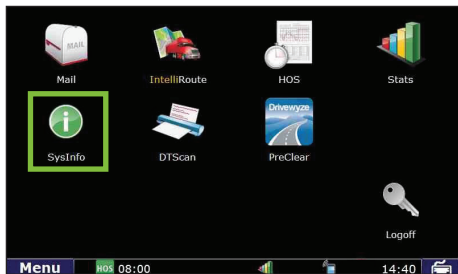 MAIL
Mail
IntelliRoute
HOS
Stats
SysInfo
DTScan
Drivewyze
PreClear
Logoff
Menu
HOS 08:00
14:40